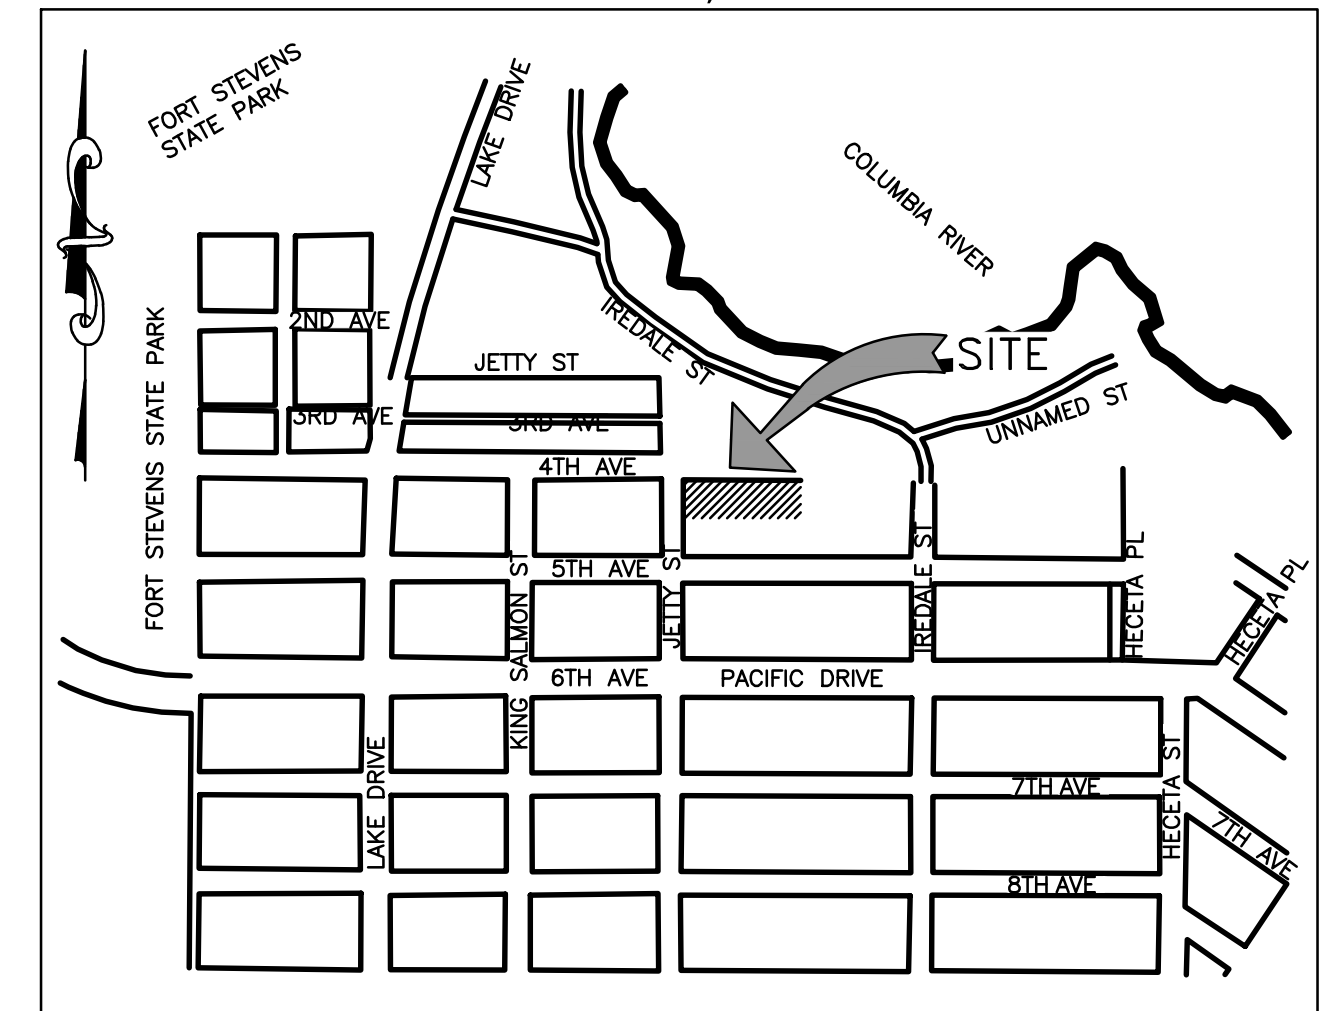 FORT STEVENS
STATE PARK
LAKE DRIVE
COLUMBIA RIVER
2ND AVE
IREDALE ST
SITE
JETTY ST
UNNAMED ST
3RD AVE
3RD AVE
4TH AVE
FORT STEVENS STATE PARK
5TH AVE
KING SALMON ST
JETTY ST
IREDALE ST
HECETA PL
HECETA PL
6TH AVE
PACIFIC DRIVE
LAKE DRIVE
HECETA ST
7TH AVE
7TH AVE
8TH AVE